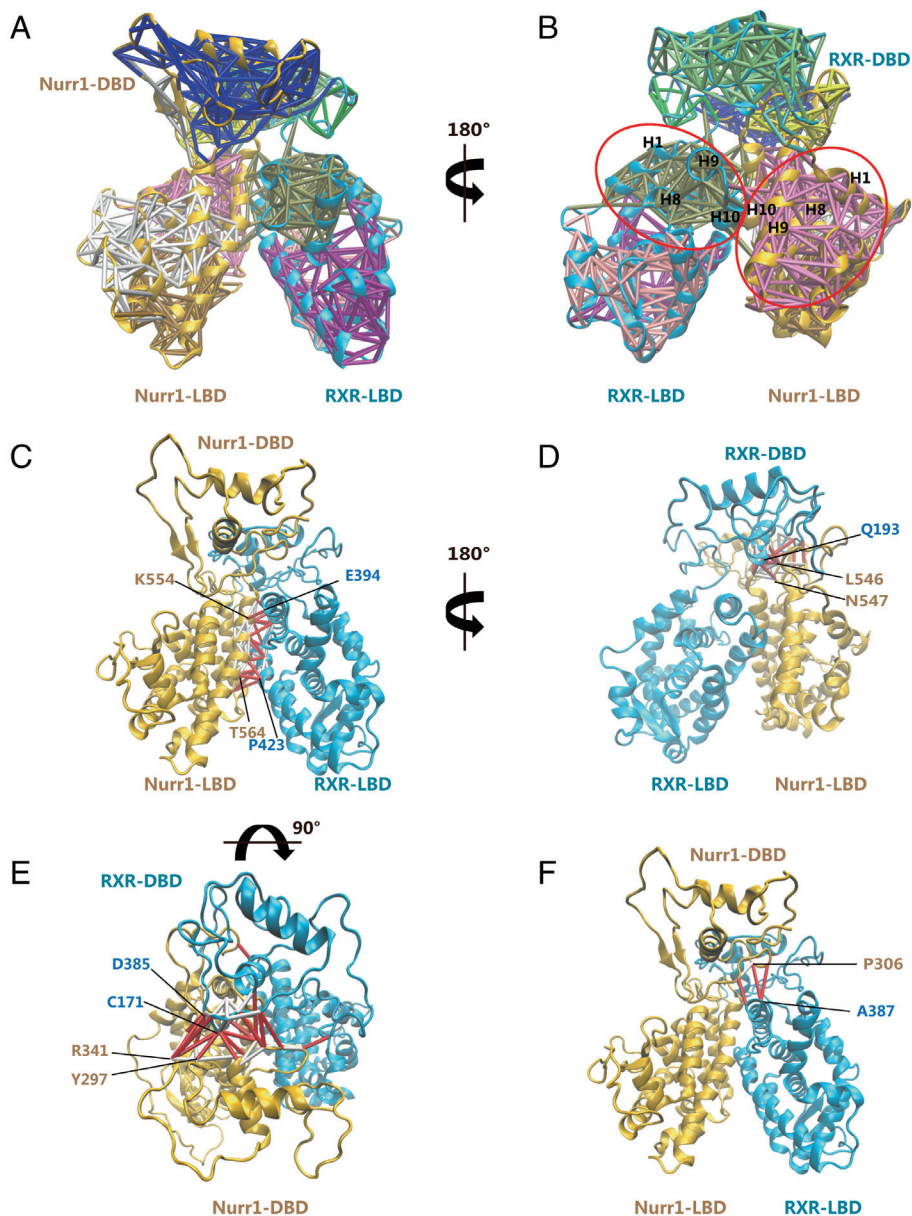 A
Nurr1-DBD
Nurr1-LBD
RXR-LBD
180°
B
RXR-DBD
H1
H9
H8
H10
H10
H8
H1
H9
RXR-LBD
Nurr1-LBD
C
Nurr1-DBD
K554
E394
T564
P423
Nurr1-LBD
RXR-LBD
180°
D
RXR-DBD
Q193
L546
N547
RXR-LBD
Nurr1-LBD
90°
E
RXR-DBD
D385
C171
R341
Y297
Nurr1-DBD
F
Nurr1-DBD
P306
A387
Nurr1-LBD
RXR-LBD